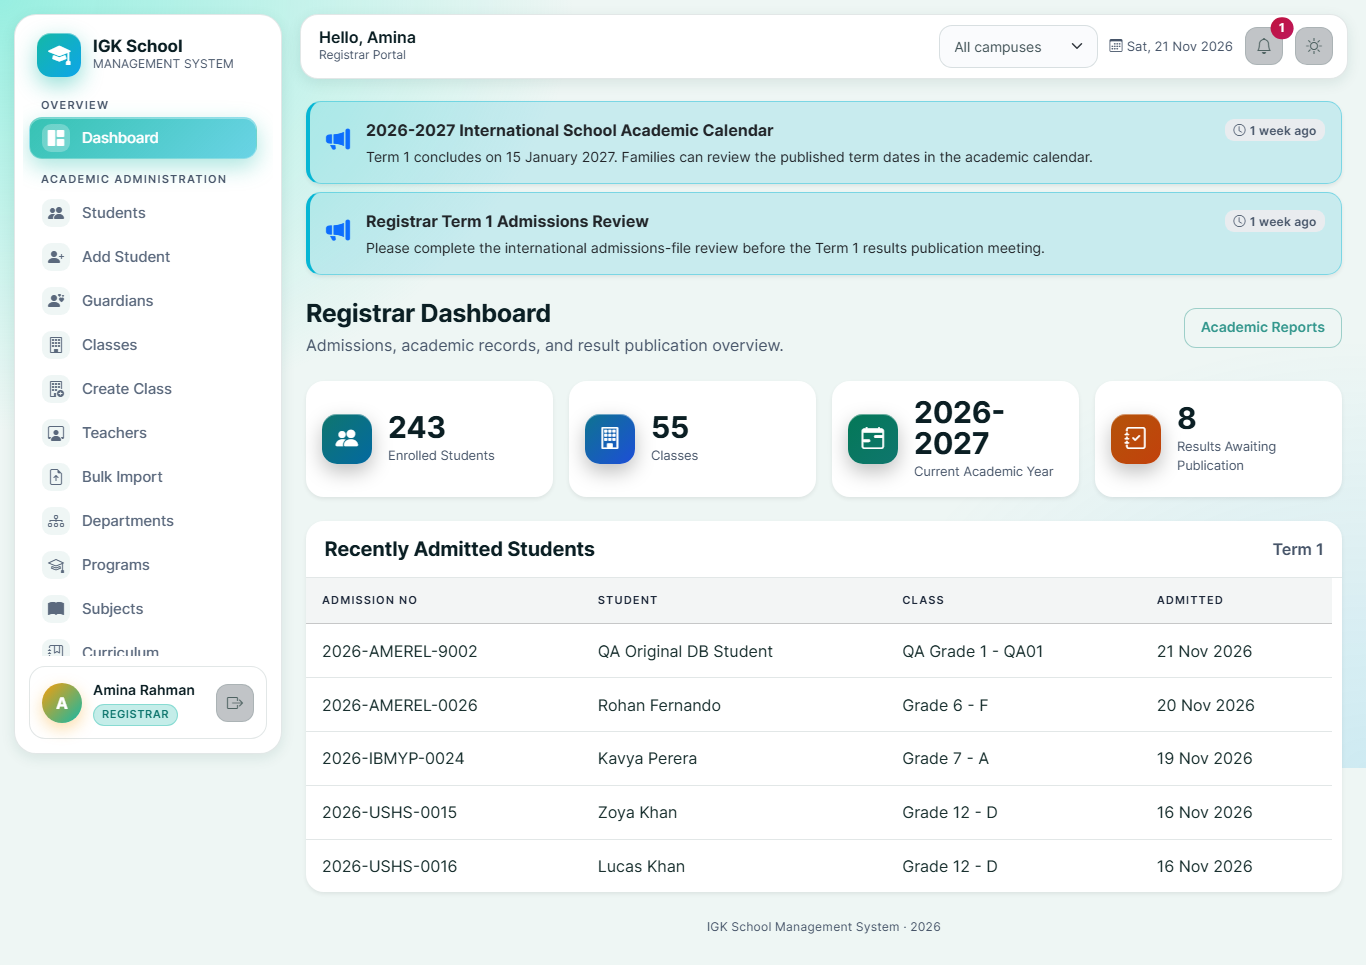 IGK School
MANAGEMENT SYSTEM
OVERVIEW
Dashboard
ACADEMIC ADMINISTRATION
Students
Add Student
Guardians
Classes
Create Class
Teachers
Bulk Import
Departments
Programs
Subjects
Curriculum
A
Amina Rahman
REGISTRAR
Hello, Amina
Registrar Portal
All campuses
Sat, 21 Nov 2026
1
2026-2027 International School Academic Calendar
1 week ago
Term 1 concludes on 15 January 2027. Families can review the published term dates in the academic calendar.
Registrar Term 1 Admissions Review
1 week ago
Please complete the international admissions-file review before the Term 1 results publication meeting.
Registrar Dashboard
Admissions, academic records, and result publication overview.
Academic Reports
243
Enrolled Students
55
Classes
2026-
2027
Current Academic Year
8
Results Awaiting
Publication
Recently Admitted Students
Term 1
ADMISSION NO STUDENT CLASS ADMITTED
2026-AMEREL-9002 QA Original DB Student QA Grade 1 - QA01 21 Nov 2026
2026-AMEREL-0026 Rohan Fernando Grade 6 - F 20 Nov 2026
2026-IBMYP-0024 Kavya Perera Grade 7 - A 19 Nov 2026
2026-USHS-0015 Zoya Khan Grade 12 - D 16 Nov 2026
2026-USHS-0016 Lucas Khan Grade 12 - D 16 Nov 2026
IGK School Management System · 2026